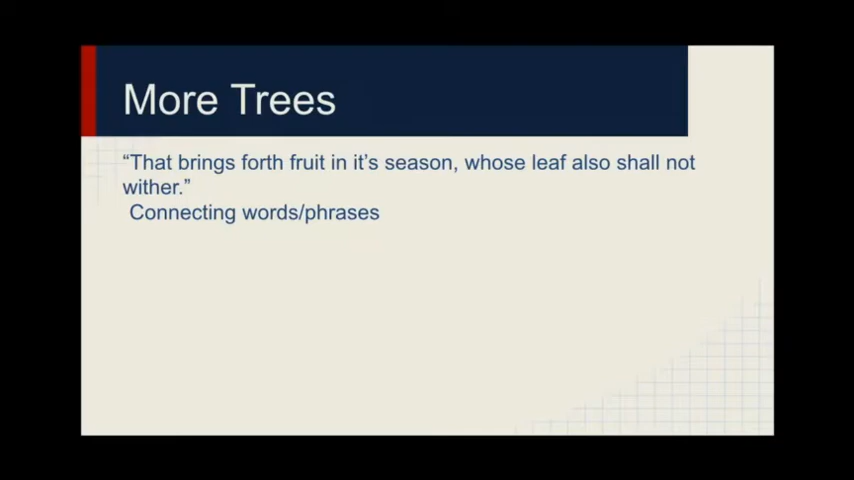 More Trees
“That brings forth fruit in it’s season, whose leaf also shall not
wither.”
Connecting words/phrases